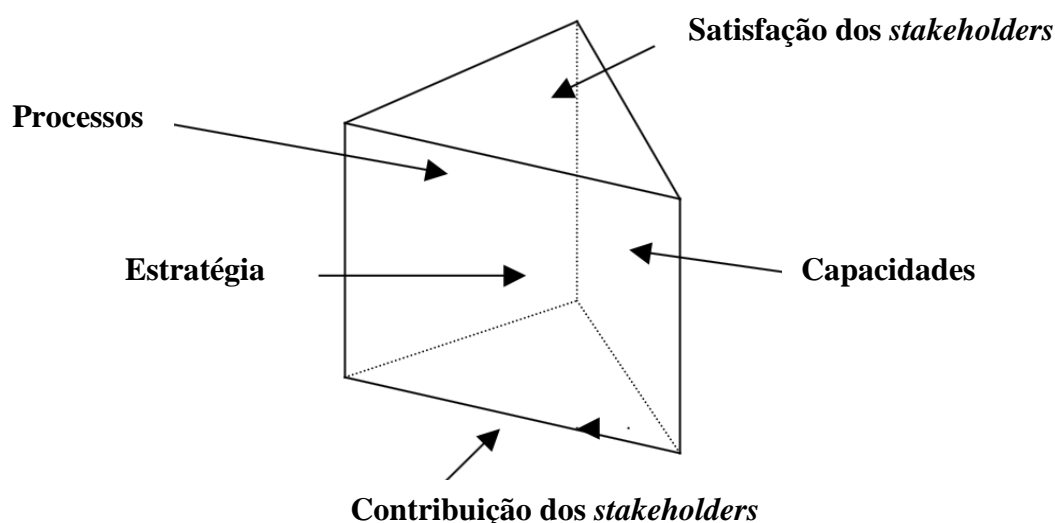 Satisfação dos stakeholders
Processos
Estratégia
Capacidades
Contribuição dos stakeholders